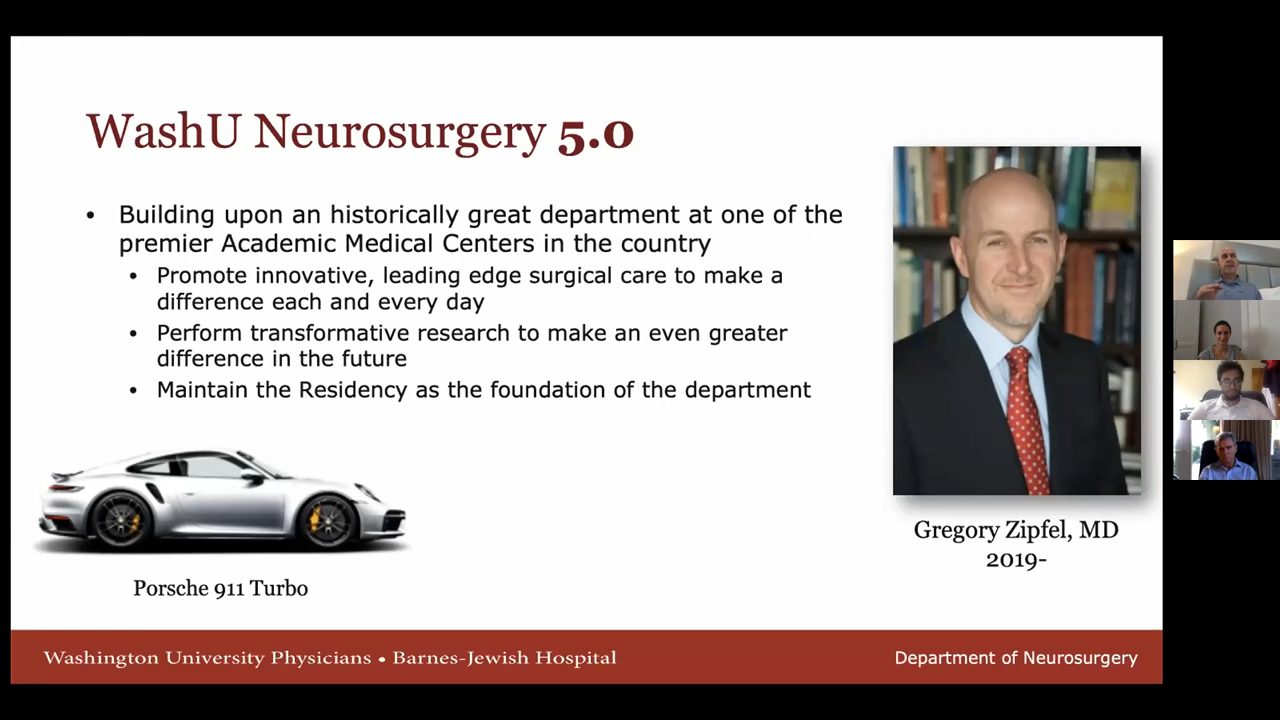 WashU Neurosurgery 5.0
• Building upon an historically great department at one of the
premier Academic Medical Centers in the country
• Promote innovative, leading edge surgical care to make a
difference each and every day
• Perform transformative research to make an even greater
difference in the future
• Maintain the Residency as the foundation of the department
Gregory Zipfel, MD
2019-
Porsche 911 Turbo
Washington University Physicians • Barnes-Jewish Hospital
Department of Neurosurgery